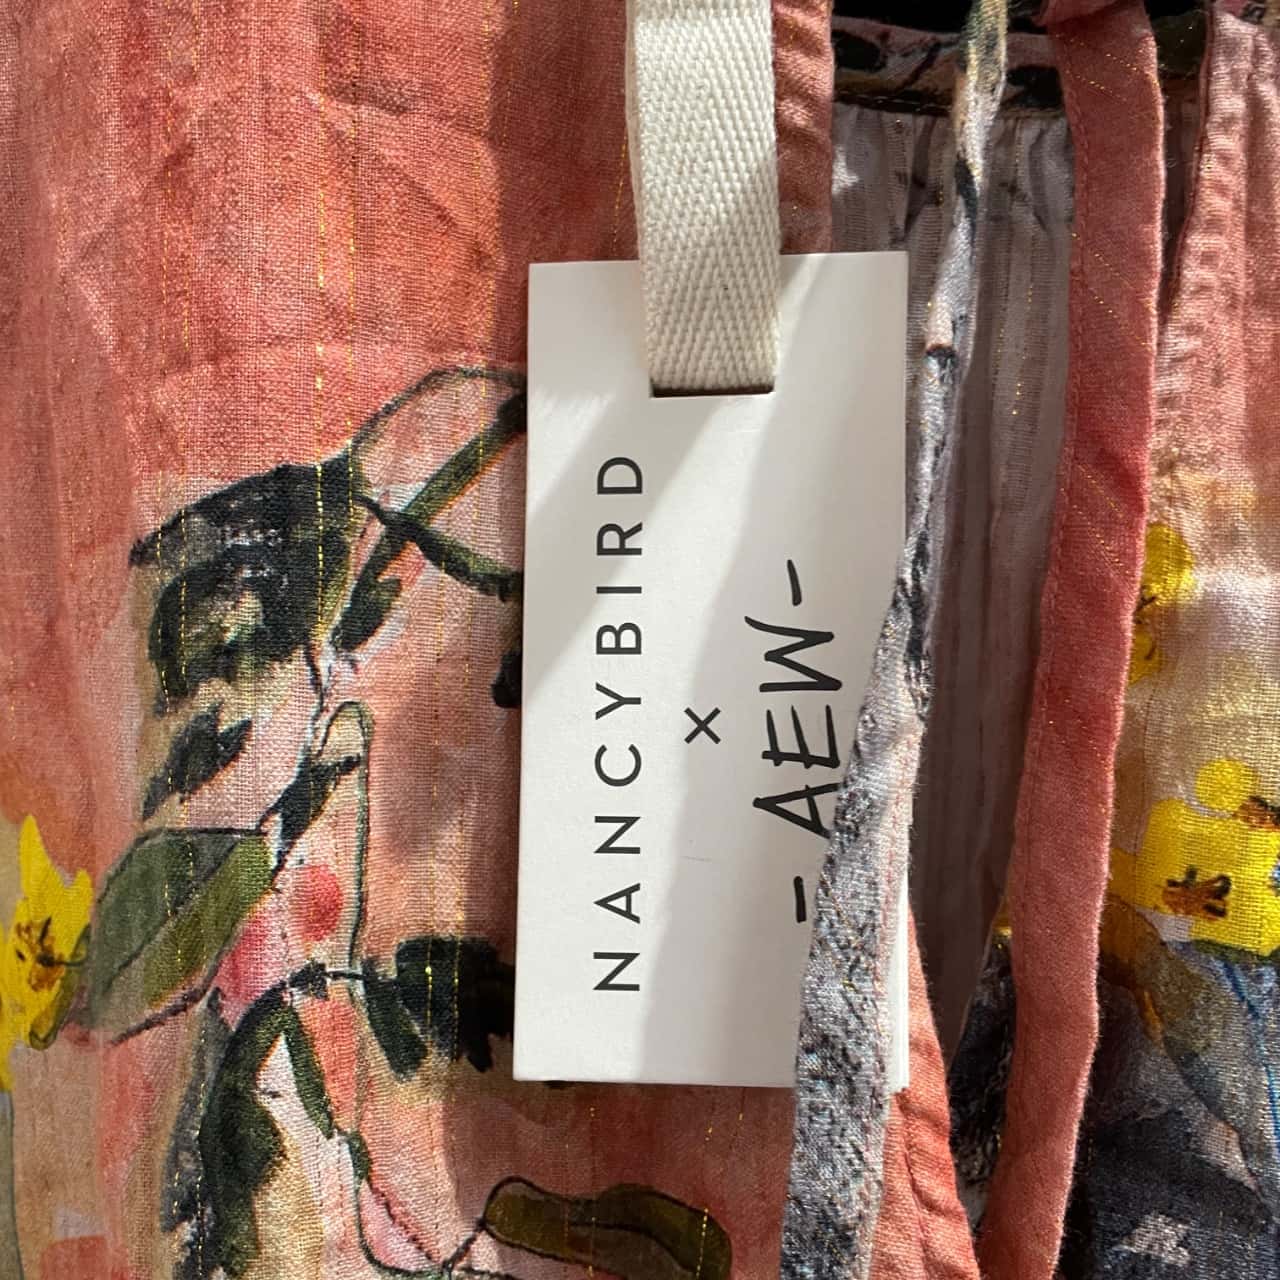 NANCYBIRD
×
- AEW -